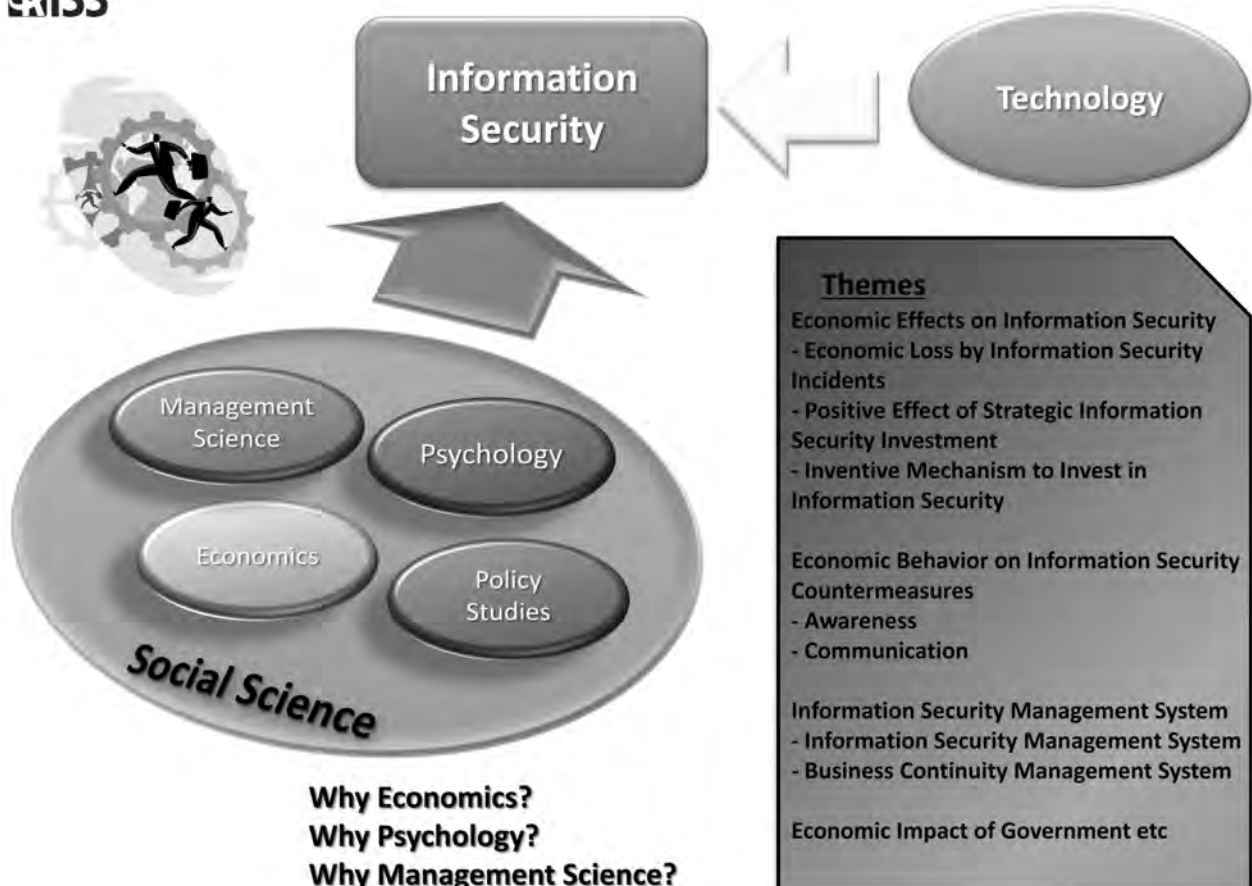 Information
Security
Technology
Management
Science
Psychology
Economics
Policy
Studies
Social Science
Why Economics?
Why Psychology?
Why Management Science?
Themes
Economic Effects on Information Security
- Economic Loss by Information Security
Incidents
- Positive Effect of Strategic Information
Security Investment
- Inventive Mechanism to Invest in
Information Security
Economic Behavior on Information Security
Countermeasures
- Awareness
- Communication
Information Security Management System
- Information Security Management System
- Business Continuity Management System
Economic Impact of Government etc